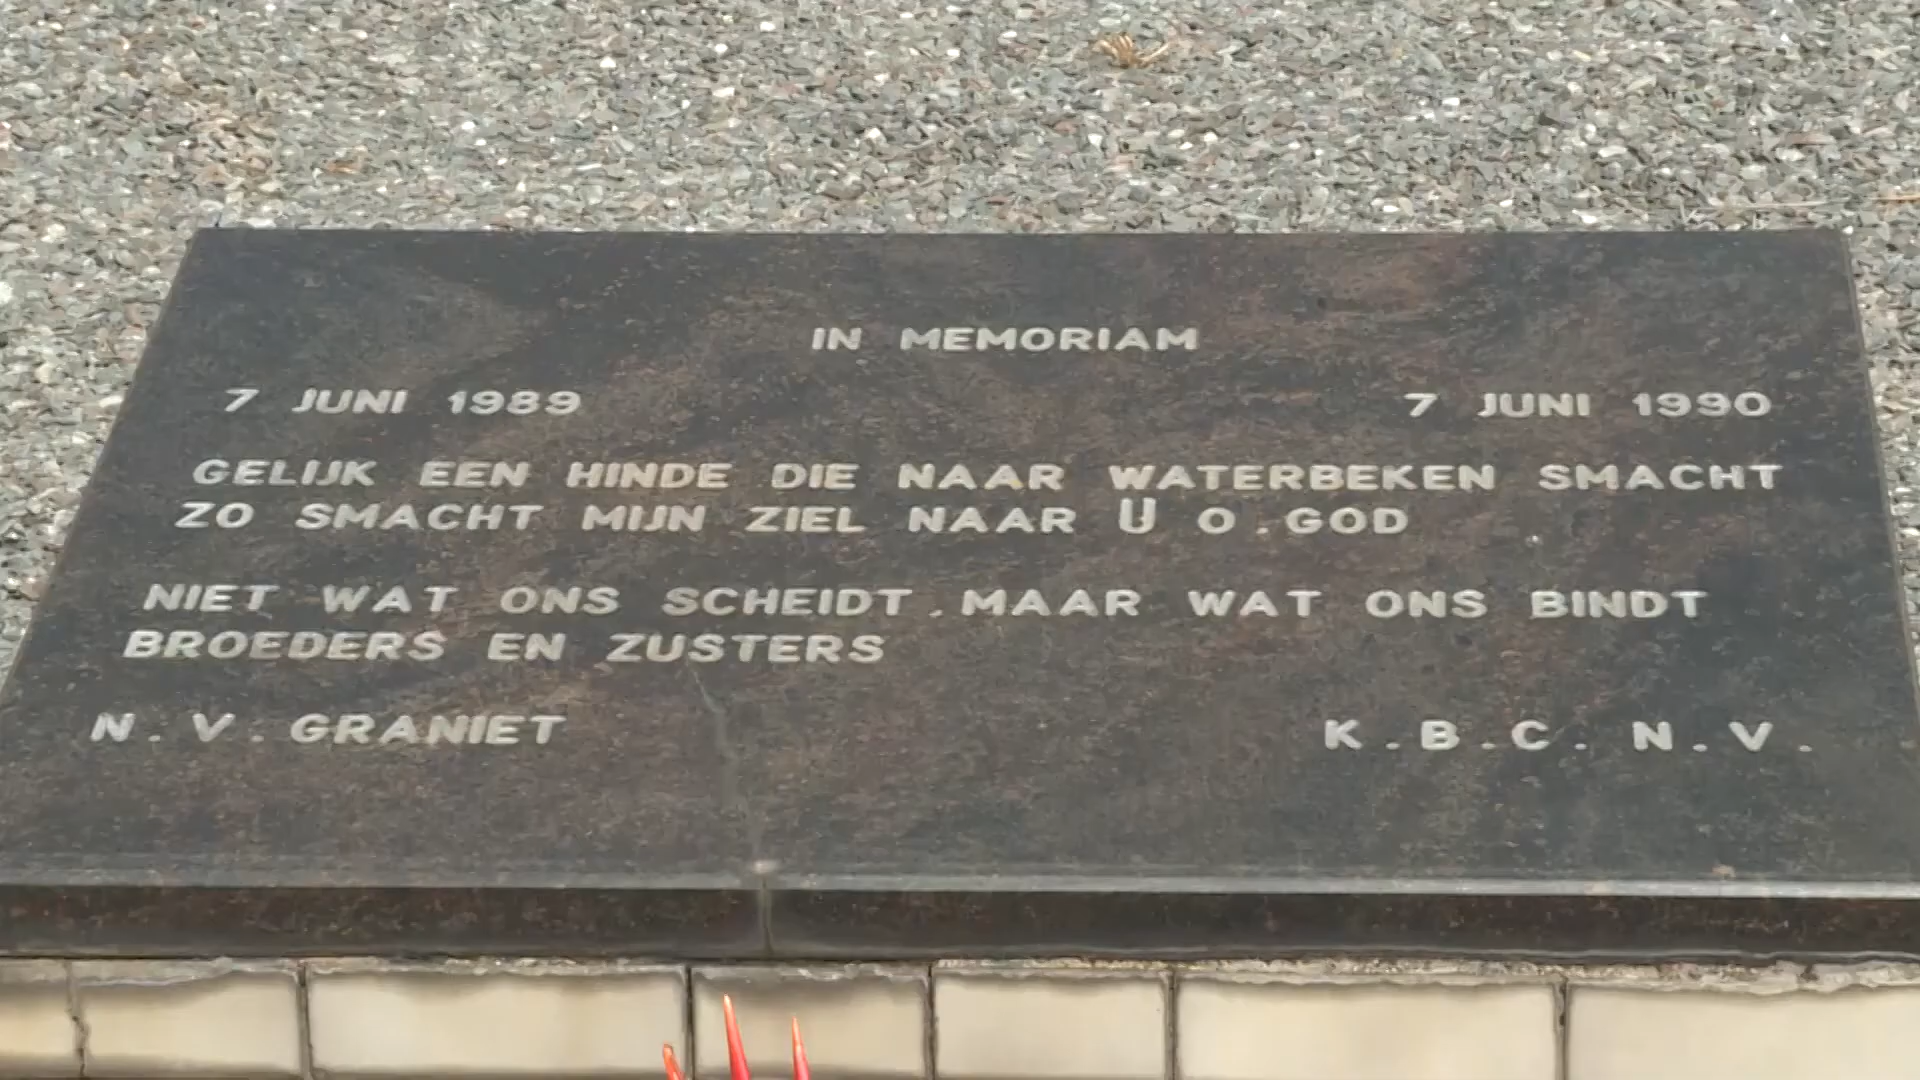 IN MEMORIAM
7 JUNI 1989 7 JUNI 1990
GELIJK EEN HINDE DIE NAAR WATERBEKEN SMACHT
ZO SMACHT MIJN ZIEL NAAR U O.GOD
NIET WAT ONS SCHEIDT.MAAR WAT ONS BINDT
BROEDERS EN ZUSTERS
N.V.GRANIET K.B.C. N.V.